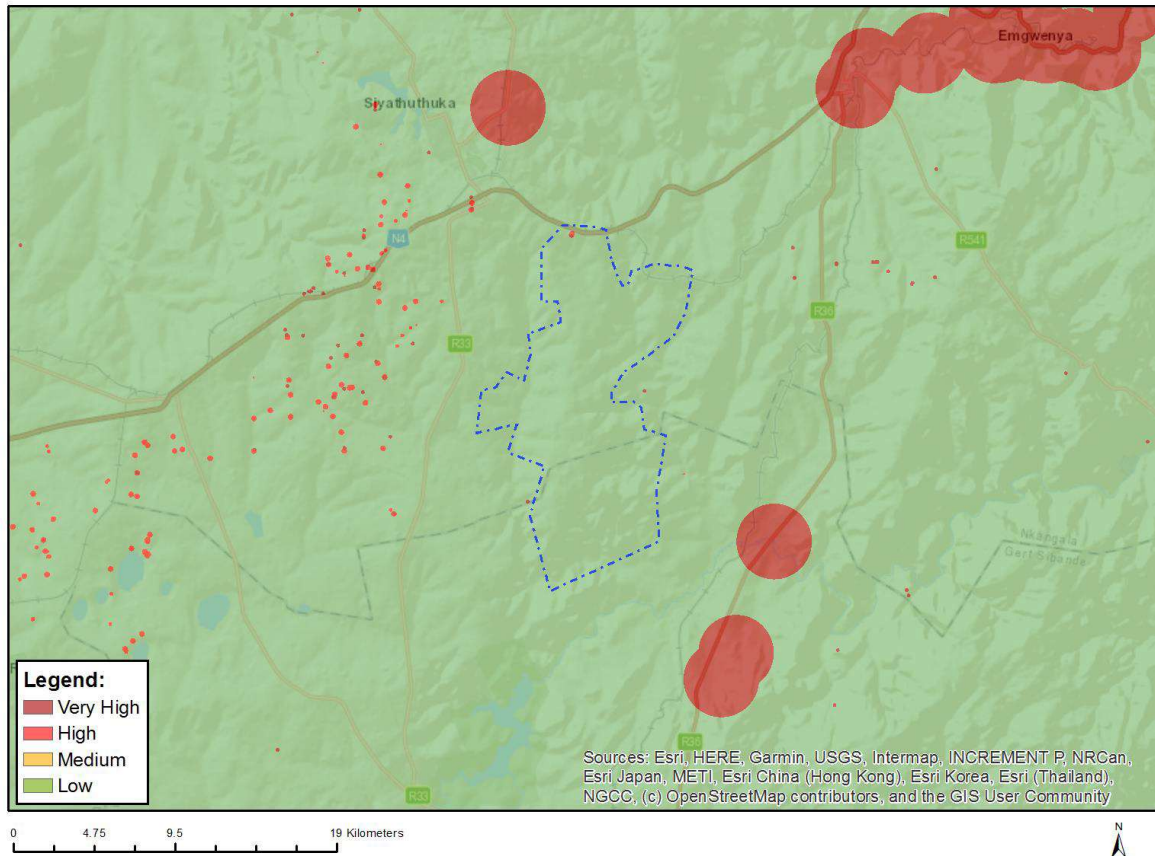 Emgwenya
Siyathuthuka
N4
R541
R36
R33
Nkangala
Gert Sibande
Legend:
Very High
High
Medium
Low
R36
R33
Sources: Esri, HERE, Garmin, USGS, Intermap, INCREMENT P, NRCan,
Esri Japan, METI, Esri China (Hong Kong), Esri Korea, Esri (Thailand),
NGCC, (c) OpenStreetMap contributors, and the GIS User Community
0 4.75 9.5 19 Kilometers
N